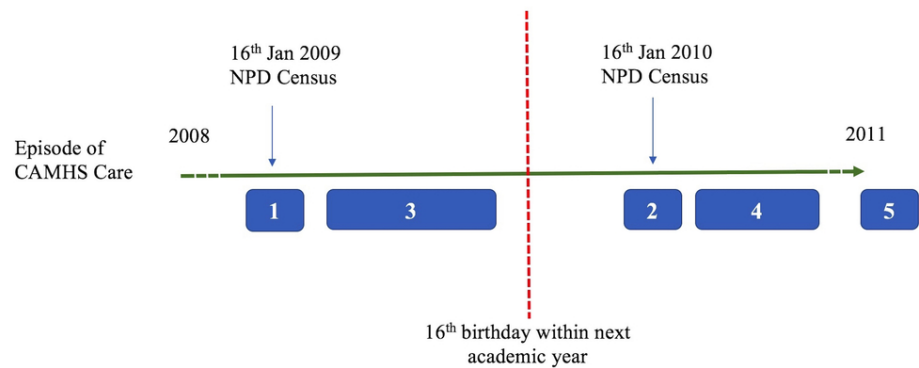 16th Jan 2009
NPD Census
16th Jan 2010
NPD Census
2008
2011
Episode of
CAMHS Care
1
3
2
4
5
16th birthday within next
academic year